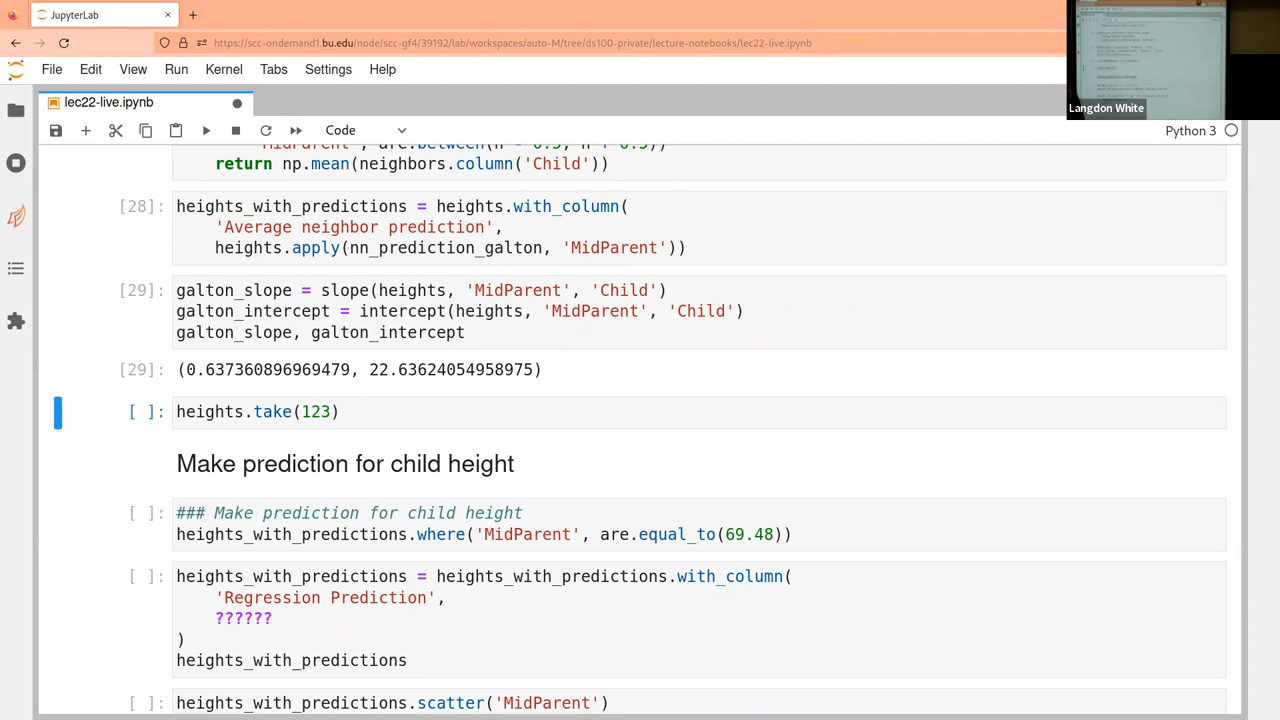 JupyterLab
https://scc-ondemand1.bu.edu/node/scc-gf4/39192/lab/workspaces/auto-M/tree/ds100-private/lecture-notebooks/lec22-live.ipynb
File Edit View Run Kernel Tabs Settings Help
Langdon White
lec22-live.ipynb
Code
Python 3
return np.mean(neighbors.column('Child'))
[28]: heights_with_predictions = heights.with_column(
'Average neighbor prediction',
heights.apply(nn_prediction_galton, 'MidParent'))
[29]: galton_slope = slope(heights, 'MidParent', 'Child')
galton_intercept = intercept(heights, 'MidParent', 'Child')
galton_slope, galton_intercept
[29]: (0.637360896969479, 22.63624054958975)
[ ]: heights.take(123)
Make prediction for child height
[ ]: ### Make prediction for child height
heights_with_predictions.where('MidParent', are.equal_to(69.48))
[ ]: heights_with_predictions = heights_with_predictions.with_column(
'Regression Prediction',
??????
)
heights_with_predictions
[ ]: heights_with_predictions.scatter('MidParent')